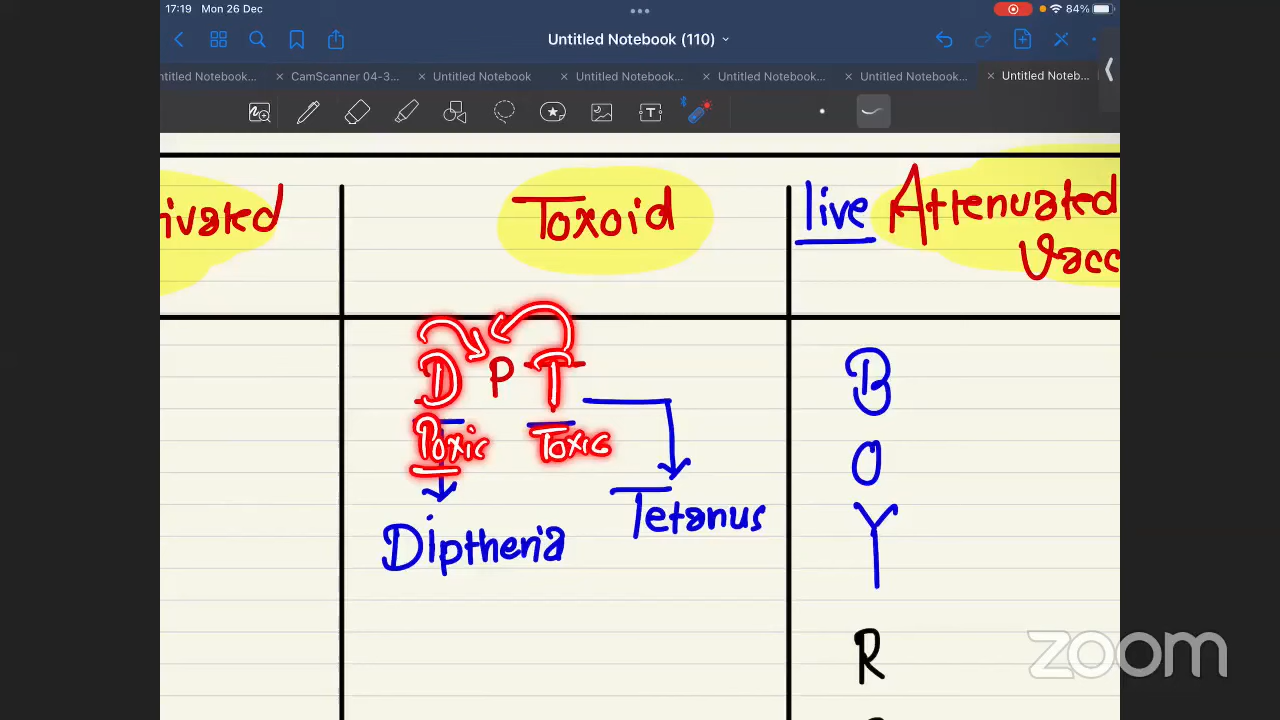 17:19 Mon 26 Dec
84%
Untitled Notebook (110)
ntitled Notebook...
CamScanner 04-3...
Untitled Notebook
Untitled Notebook...
Untitled Notebook...
Untitled Notebook...
Untitled Noteb...
ivated
Toxoid
live Attenuated
Vacc
D P T
Toxic Toxic
Tetanus
Diptheria
B
O
Y
R
zoom